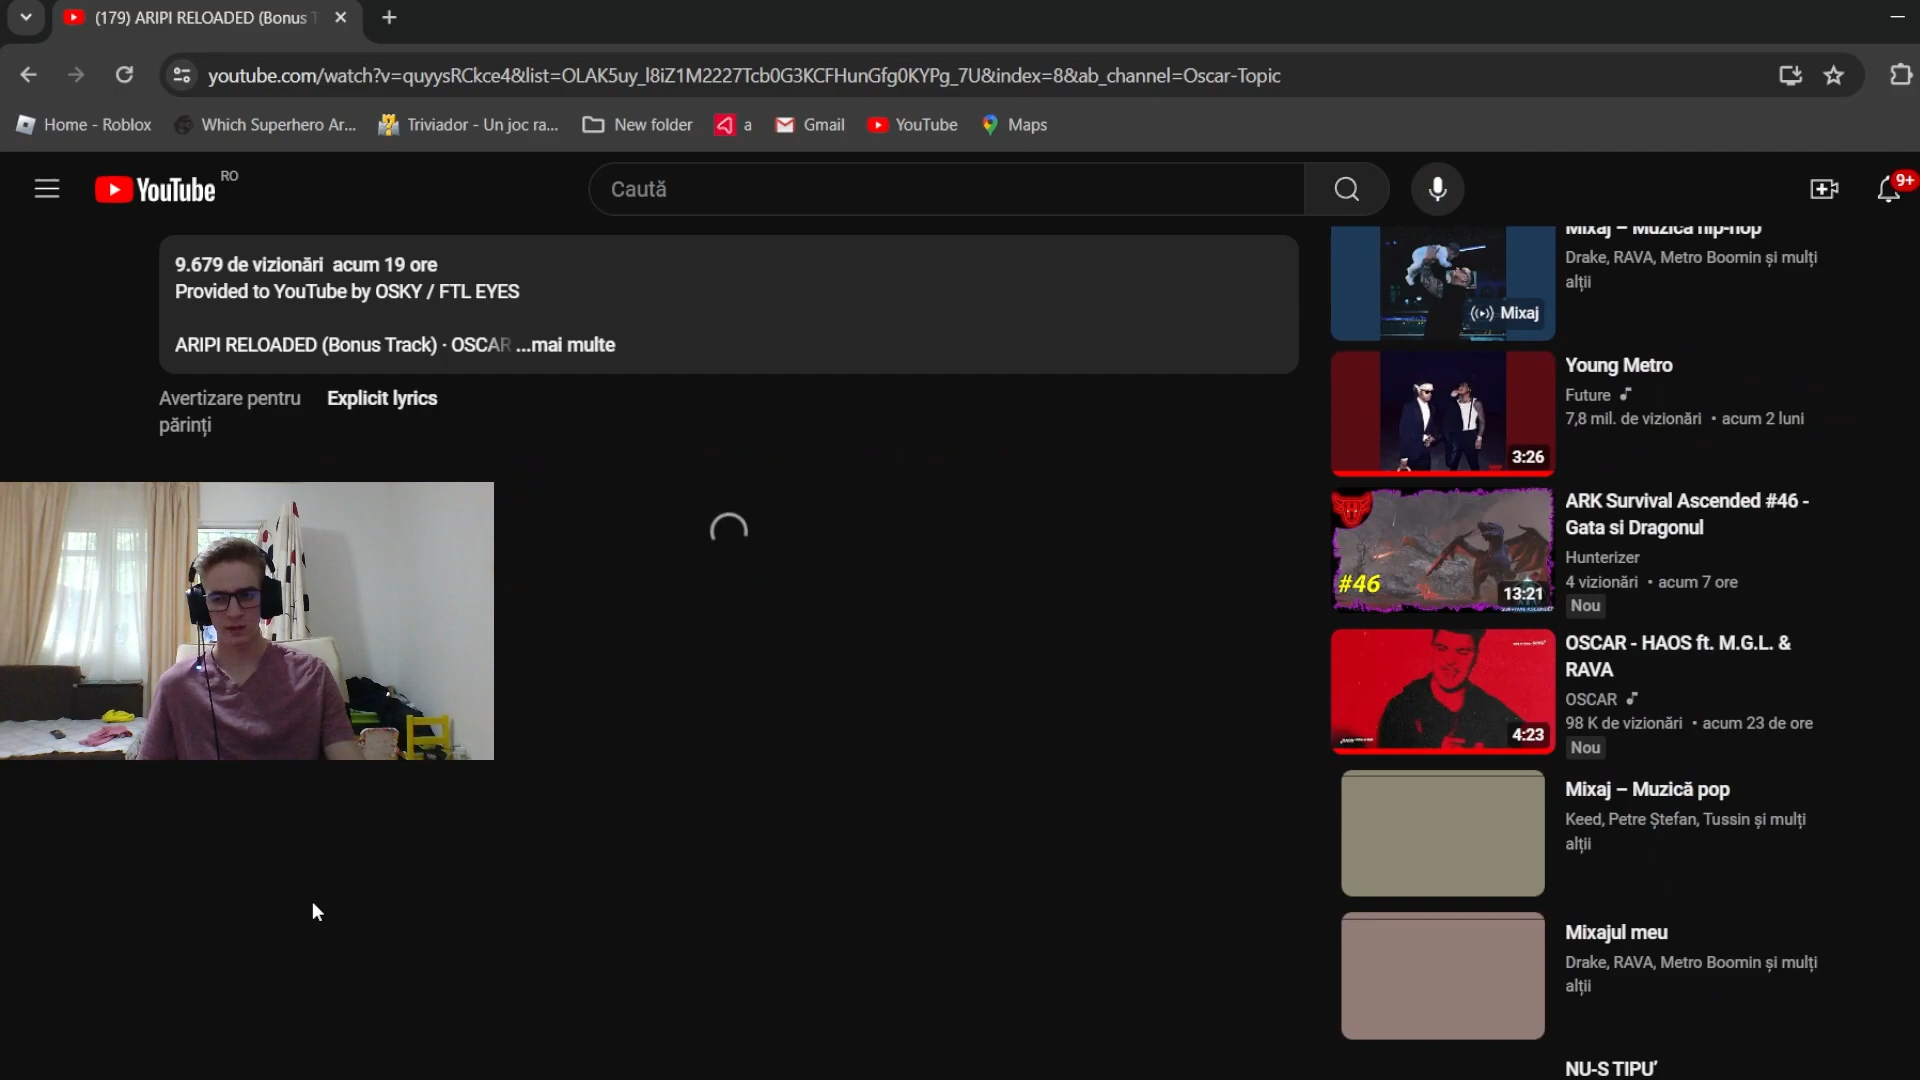 (179) ARIPI RELOADED (Bonus T
youtube.com/watch?v=quyysRCkce4&list=OLAK5uy_l8iZ1M2227Tcb0G3KCFHunGfg0KYPg_7U&index=8&ab_channel=Oscar-Topic
Home - Roblox
Which Superhero Ar...
Triviador - Un joc ra...
New folder
a
Gmail
YouTube
Maps
YouTube RO
Caută
9+
9.679 de vizionări acum 19 ore
Provided to YouTube by OSKY / FTL EYES
ARIPI RELOADED (Bonus Track) · OSCAR ...mai multe
Avertizare pentru
părinți
Explicit lyrics
Mixaj – Muzică hip-hop
Drake, RAVA, Metro Boomin și mulți
alții
Mixaj
Young Metro
Future
7,8 mil. de vizionări • acum 2 luni
3:26
ARK Survival Ascended #46 -
Gata si Dragonul
Hunterizer
4 vizionări • acum 7 ore
Nou
#46
13:21
OSCAR - HAOS ft. M.G.L. &
RAVA
OSCAR
98 K de vizionări • acum 23 de ore
Nou
4:23
Mixaj – Muzică pop
Keed, Petre Ștefan, Tussin și mulți
alții
Mixajul meu
Drake, RAVA, Metro Boomin și mulți
alții
NU-S TIPU'